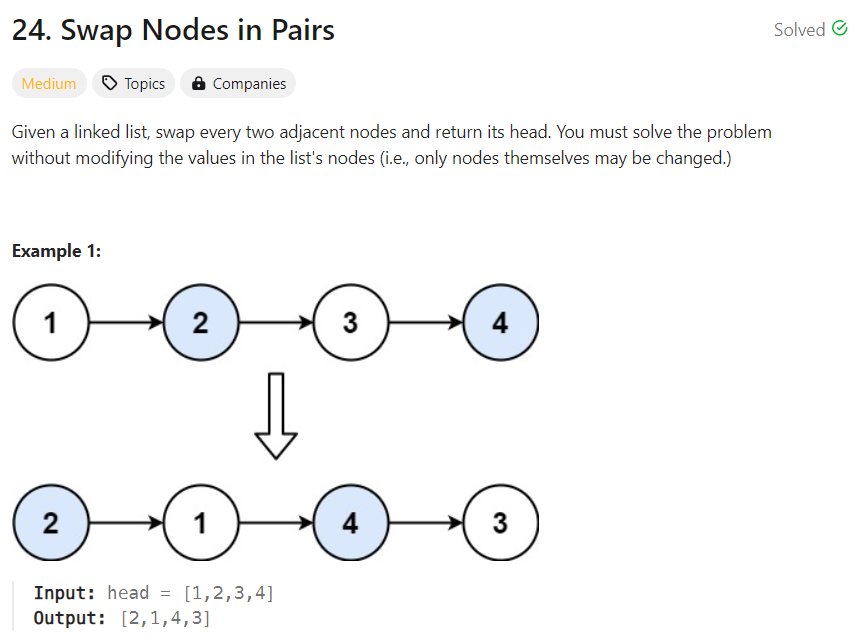 24. Swap Nodes in Pairs
Solved
Medium Topics Companies
Given a linked list, swap every two adjacent nodes and return its head. You must solve the problem
without modifying the values in the list's nodes (i.e., only nodes themselves may be changed.)
Example 1:
1 2 3 4
2 1 4 3
Input: head = [1,2,3,4]
Output: [2,1,4,3]